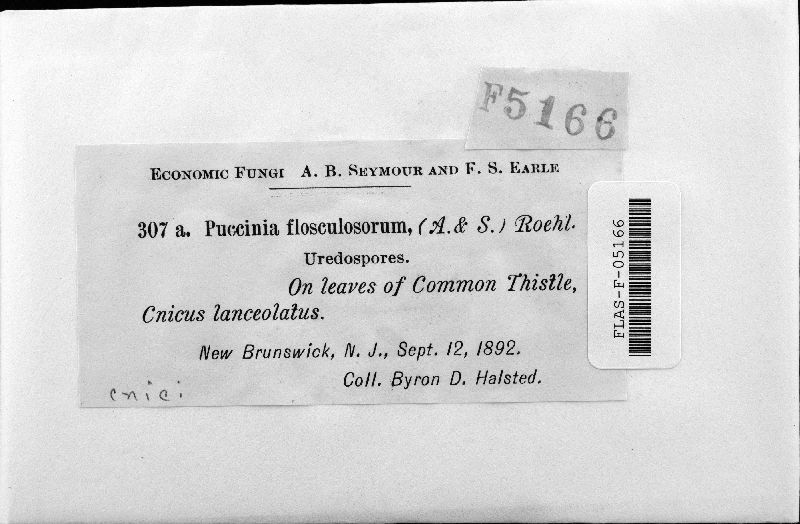 F5166
ECONOMIC FUNGI A. B. SEYMOUR AND F. S. EARLE
307 a. Puccinia flosculosorum, (A. & S.) Roehl.
Uredospores.
On leaves of Common Thistle,
Cnicus lanceolatus.
New Brunswick, N. J., Sept. 12, 1892.
Coll. Byron D. Halsted.
cnici
FLAS-F-05166